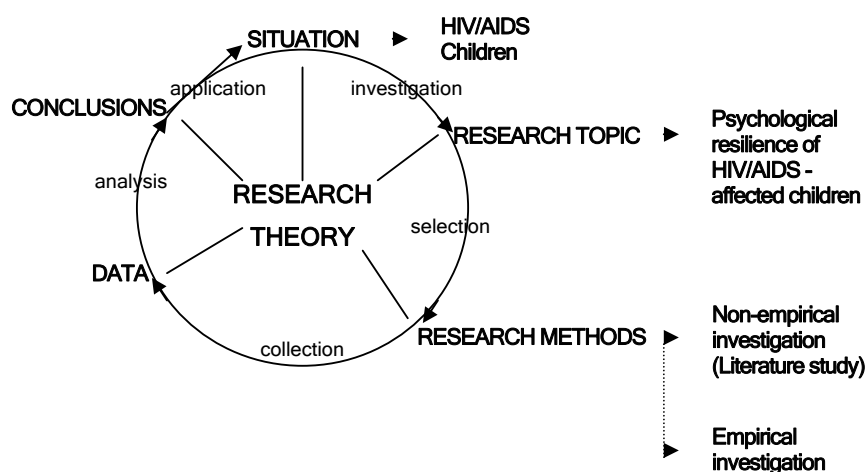 SITUATION
HIV/AIDS
Children
application
investigation
CONCLUSIONS
RESEARCH TOPIC
Psychological
resilience of
HIV/AIDS -
affected children
analysis
RESEARCH
THEORY
selection
DATA
RESEARCH METHODS
Non-empirical
investigation
(Literature study)
collection
Empirical
investigation